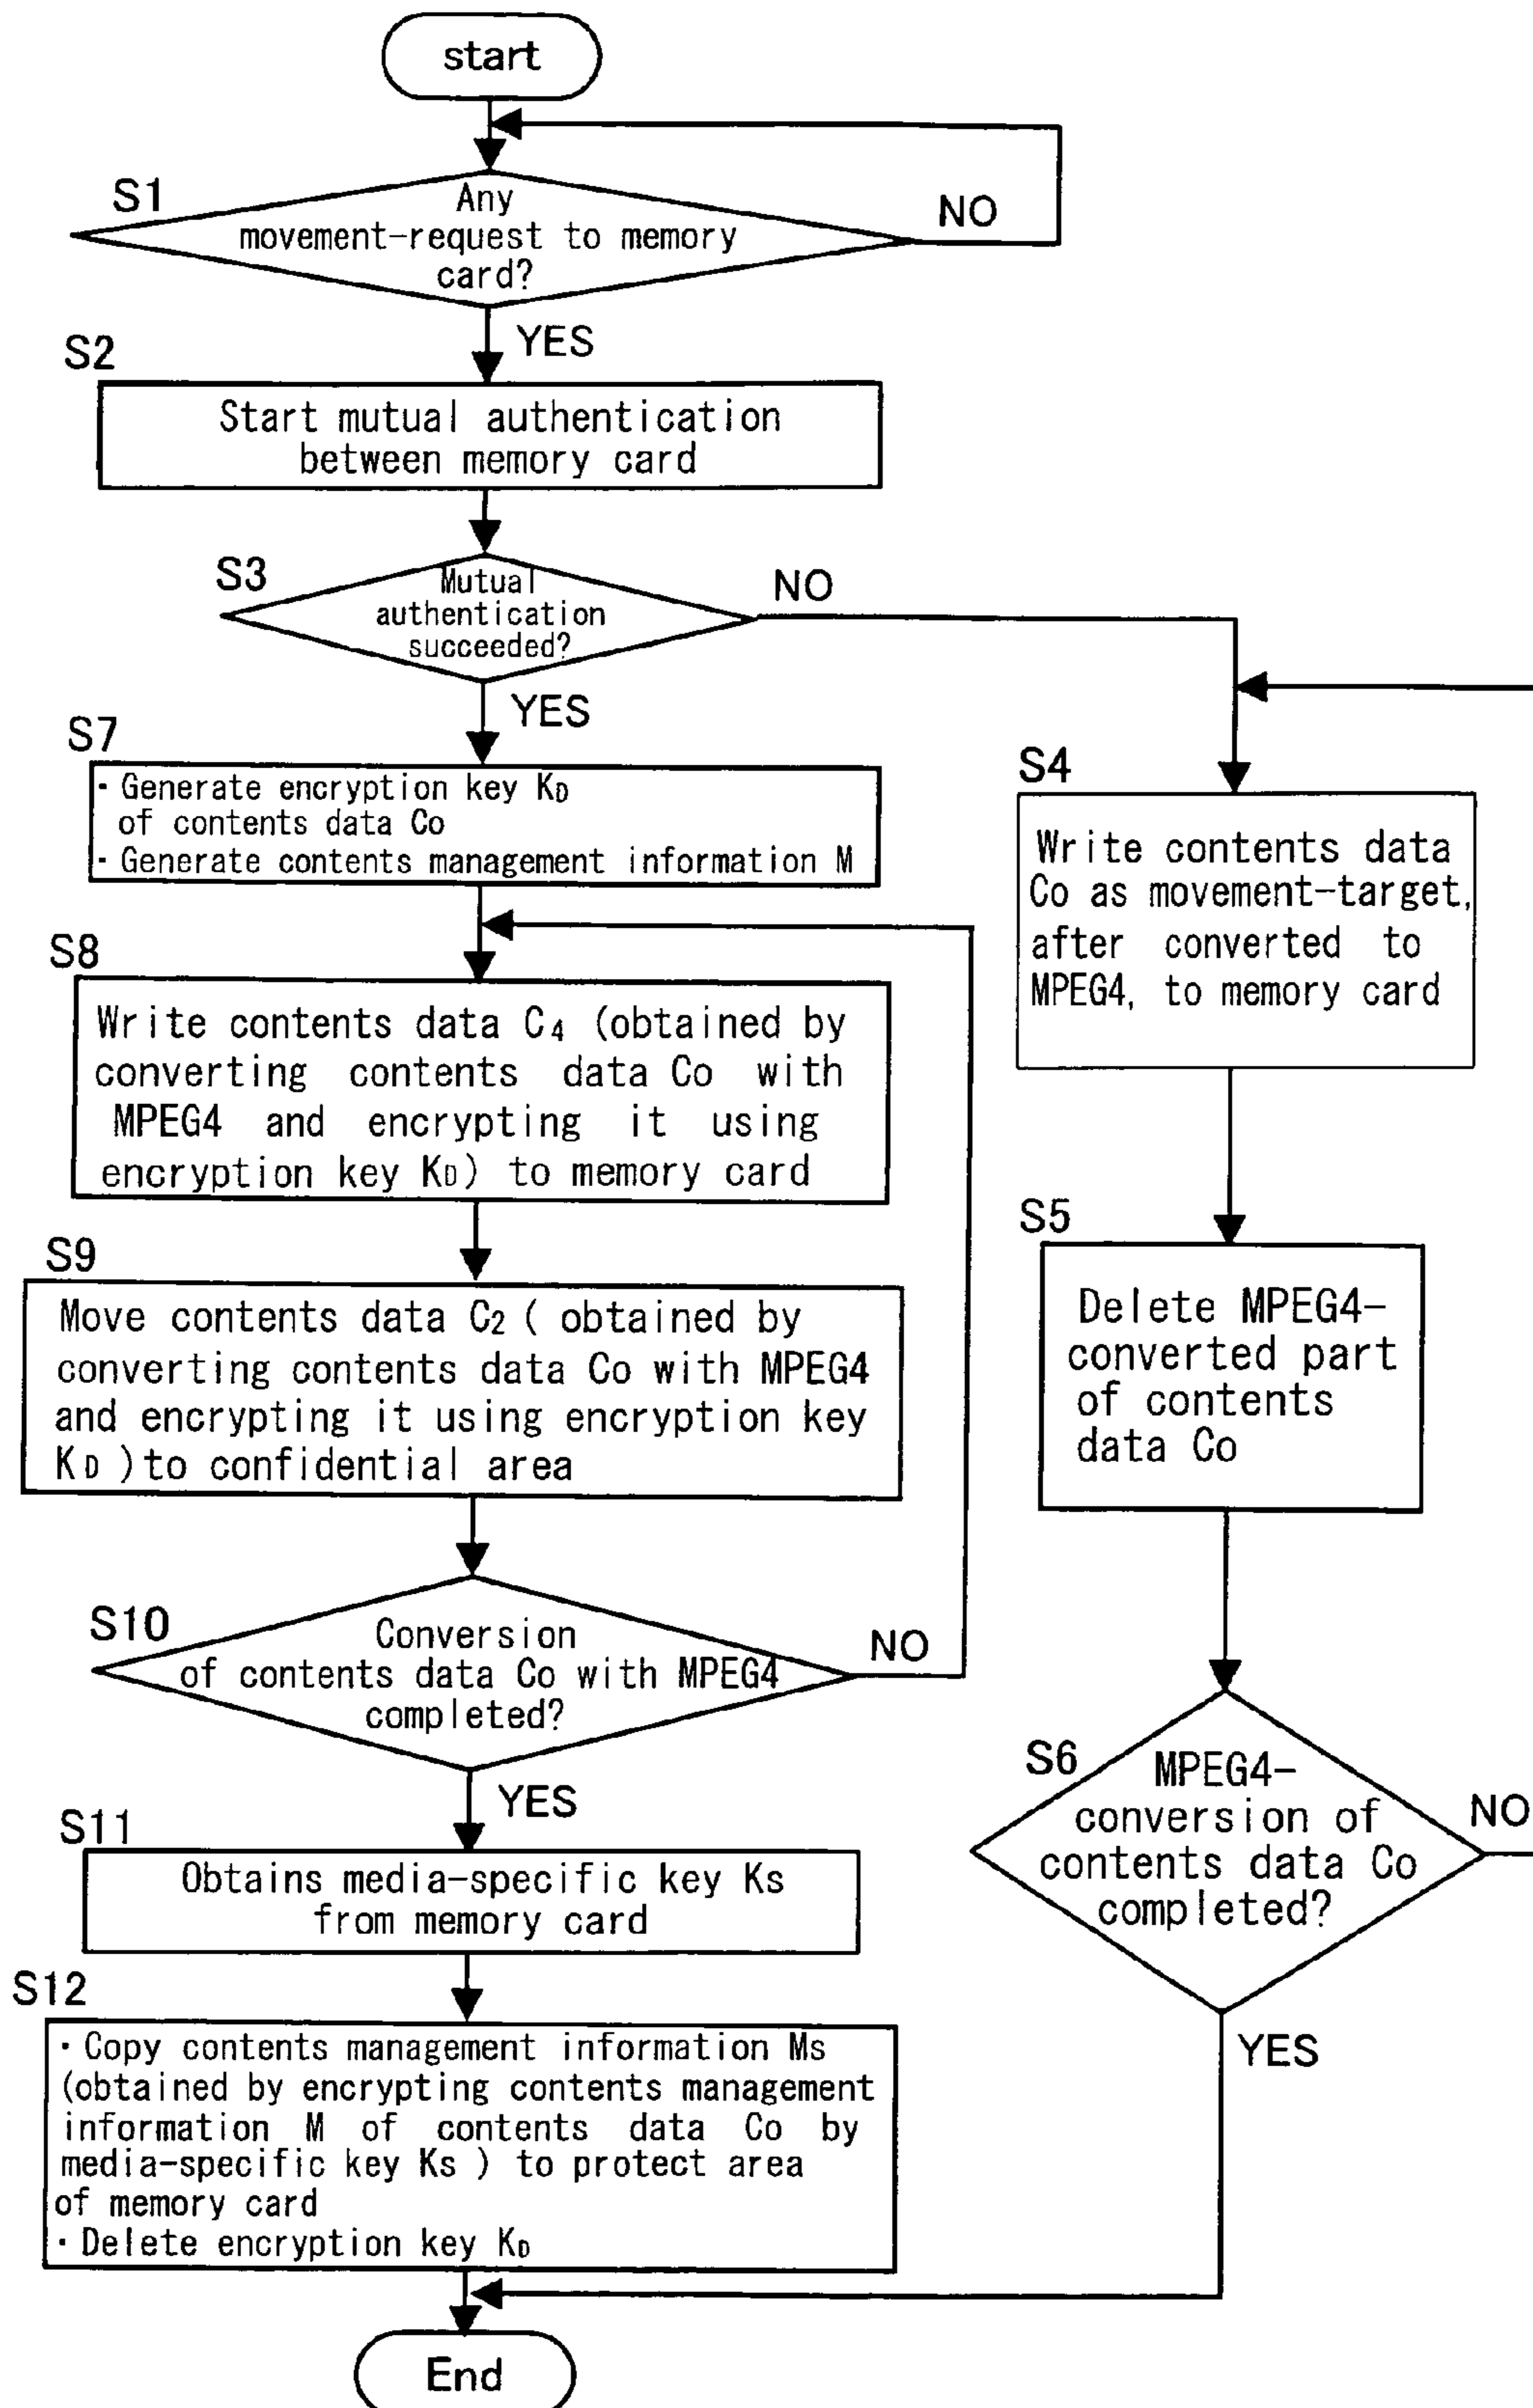 start
S1
Any
movement-request to memory
card?
NO
YES
S2
Start mutual authentication
between memory card
S3
Mutual
authentication
succeeded?
NO
YES
S7
· Generate encryption key KD
of contents data Co
· Generate contents management information M
S8
Write contents data C4 (obtained by
converting contents data Co with
MPEG4 and encrypting it using
encryption key KD) to memory card
S9
Move contents data C2 ( obtained by
converting contents data Co with MPEG4
and encrypting it using encryption key
KD )to confidential area
S10
Conversion
of contents data Co with MPEG4
completed?
NO
YES
S11
Obtains media-specific key Ks
from memory card
S12
· Copy contents management information Ms
(obtained by encrypting contents management
information M of contents data Co by
media-specific key Ks ) to protect area
of memory card
· Delete encryption key KD
End
S4
Write contents data
Co as movement-target,
after converted to
MPEG4, to memory card
S5
Delete MPEG4-
converted part
of contents
data Co
S6
MPEG4-
conversion of
contents data Co
completed?
NO
YES